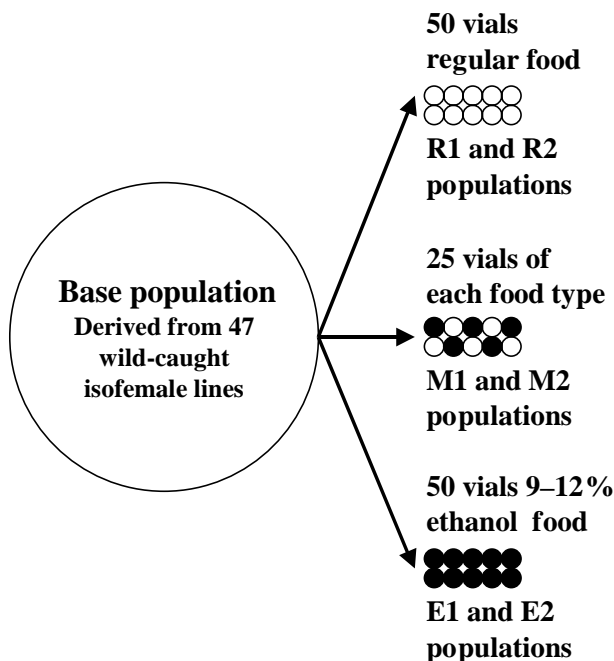 50 vials
regular food
R1 and R2
populations
Base population
Derived from 47
wild-caught
isofemale lines
25 vials of
each food type
M1 and M2
populations
50 vials 9–12%
ethanol food
E1 and E2
populations